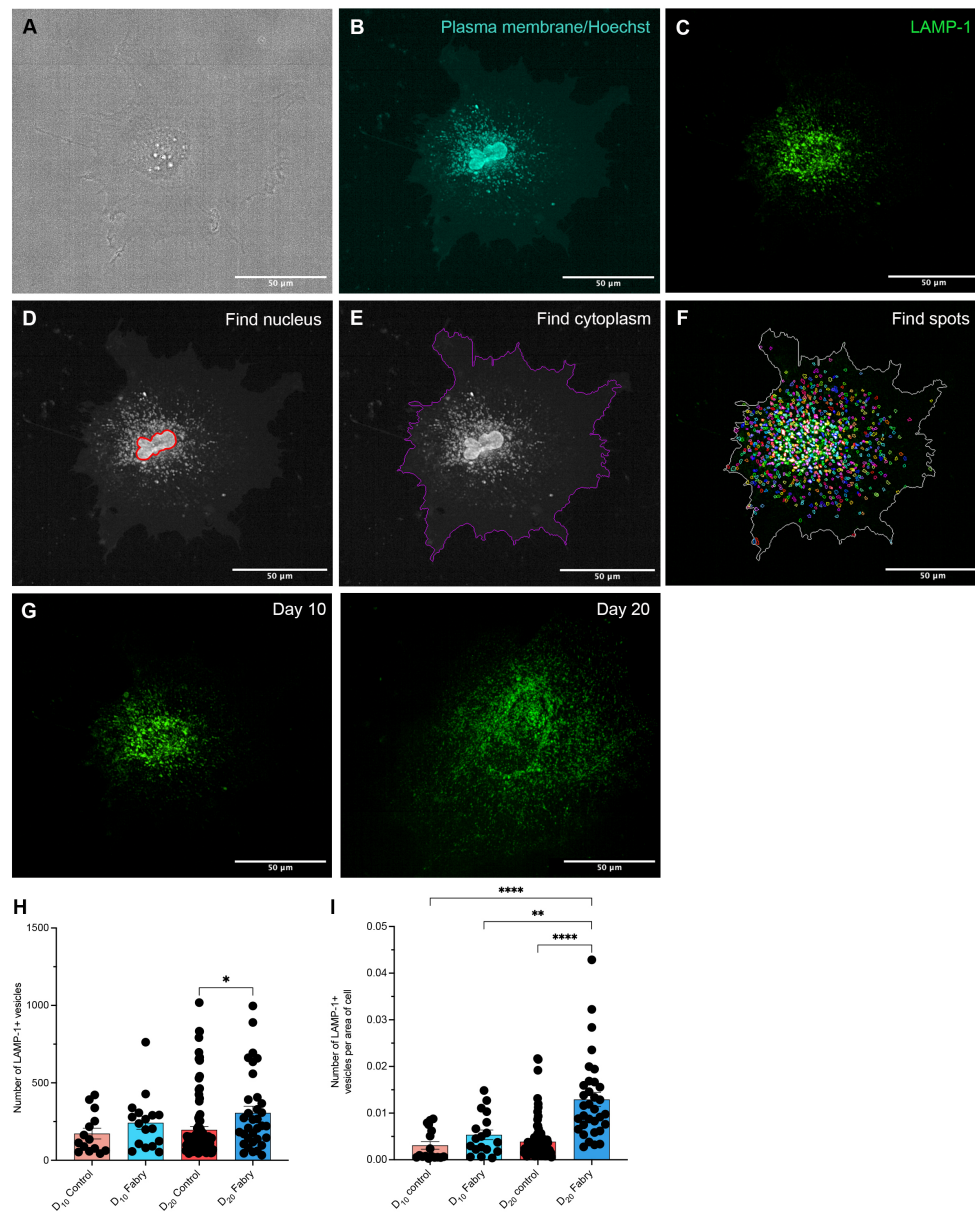 A
B
Plasma membrane/Hoechst
C
LAMP-1
50 µm
50 µm
50 µm
D
Find nucleus
E
Find cytoplasm
F
Find spots
50 µm
50 µm
50 µm
G
Day 10
Day 20
50 µm
50 µm
H
Number of LAMP-1+ vesicles
1500
1000
500
0
*
D10 Control
D10 Fabry
D20 Control
D20 Fabry
I
Number of LAMP-1+
vesicles per area of cell
0.05
0.04
0.03
0.02
0.01
0.00
****
**
****
D10 control
D10 Fabry
D20 control
D20 Fabry